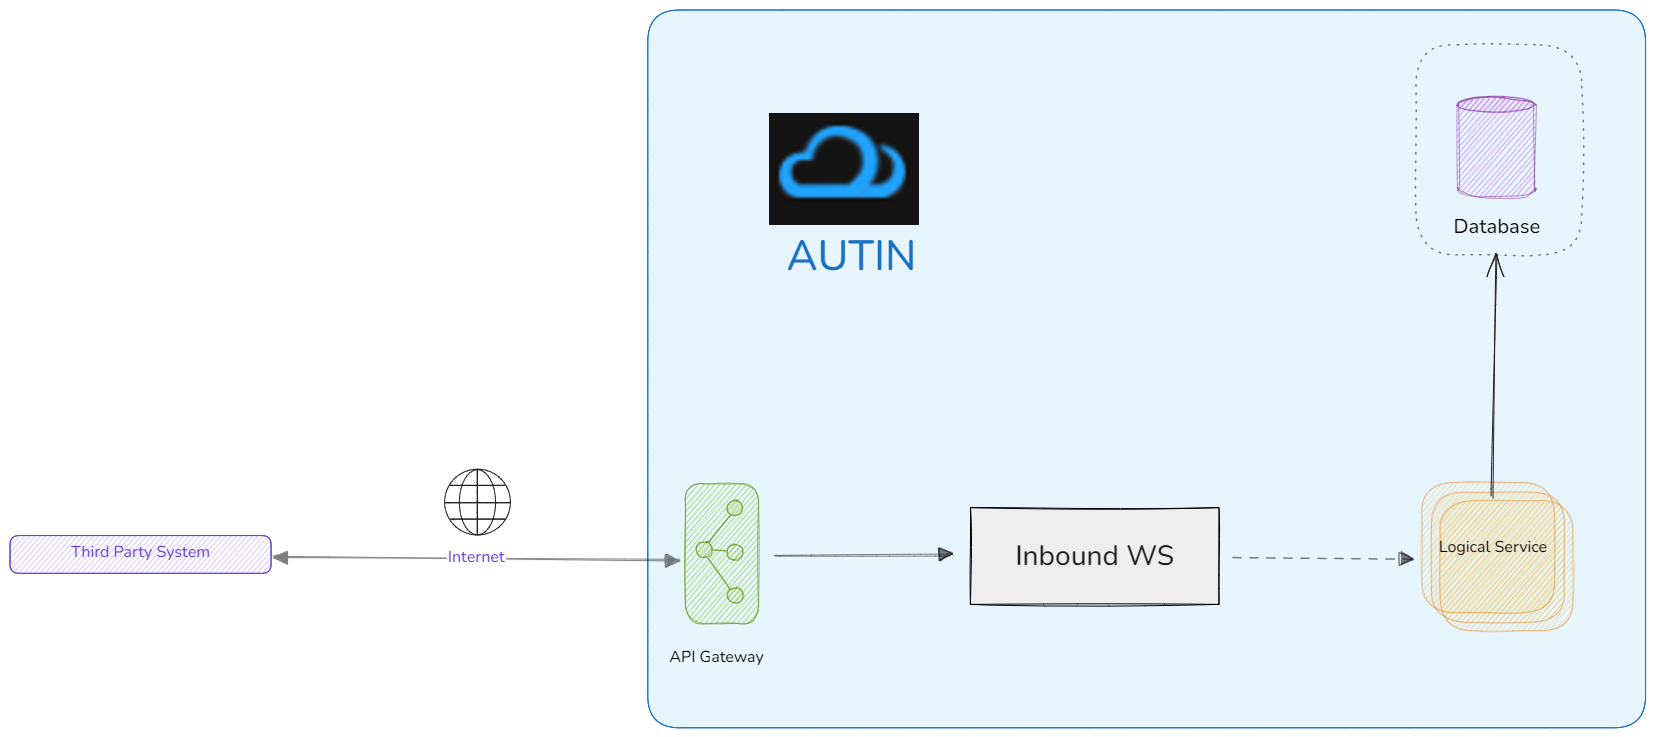 Database
AUTIN
Third Party System
Internet
Inbound WS
Logical Service
API Gateway